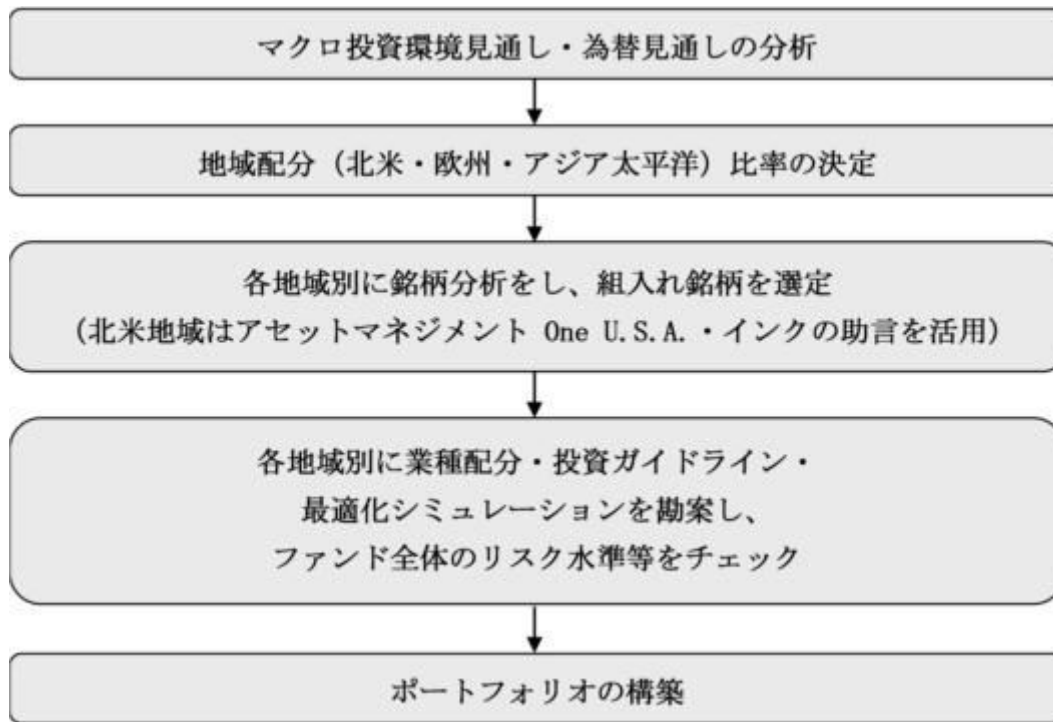 マクロ投資環境見通し・為替見通しの分析
地域配分（北米・欧州・アジア太平洋）比率の決定
各地域別に銘柄分析をし、組入れ銘柄を選定
（北米地域はアセットマネジメント One U.S.A.・インクの助言を活用）
各地域別に業種配分・投資ガイドライン・
最適化シミュレーションを勘案し、
ファンド全体のリスク水準等をチェック
ポートフォリオの構築